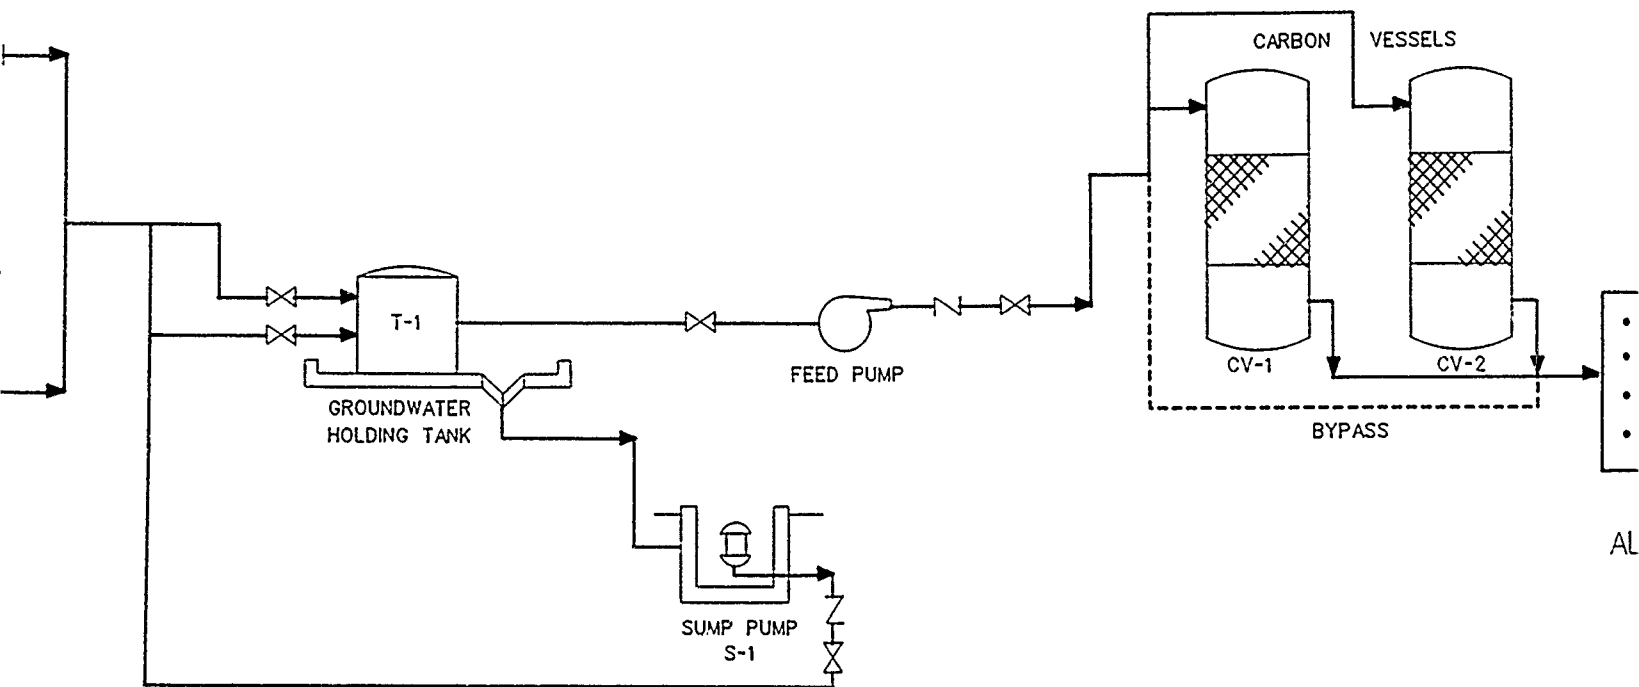 CARBON VESSELS
T-1
FEED PUMP
CV-1
CV-2
GROUNDWATER
HOLDING TANK
BYPASS
SUMP PUMP
S-1
AL